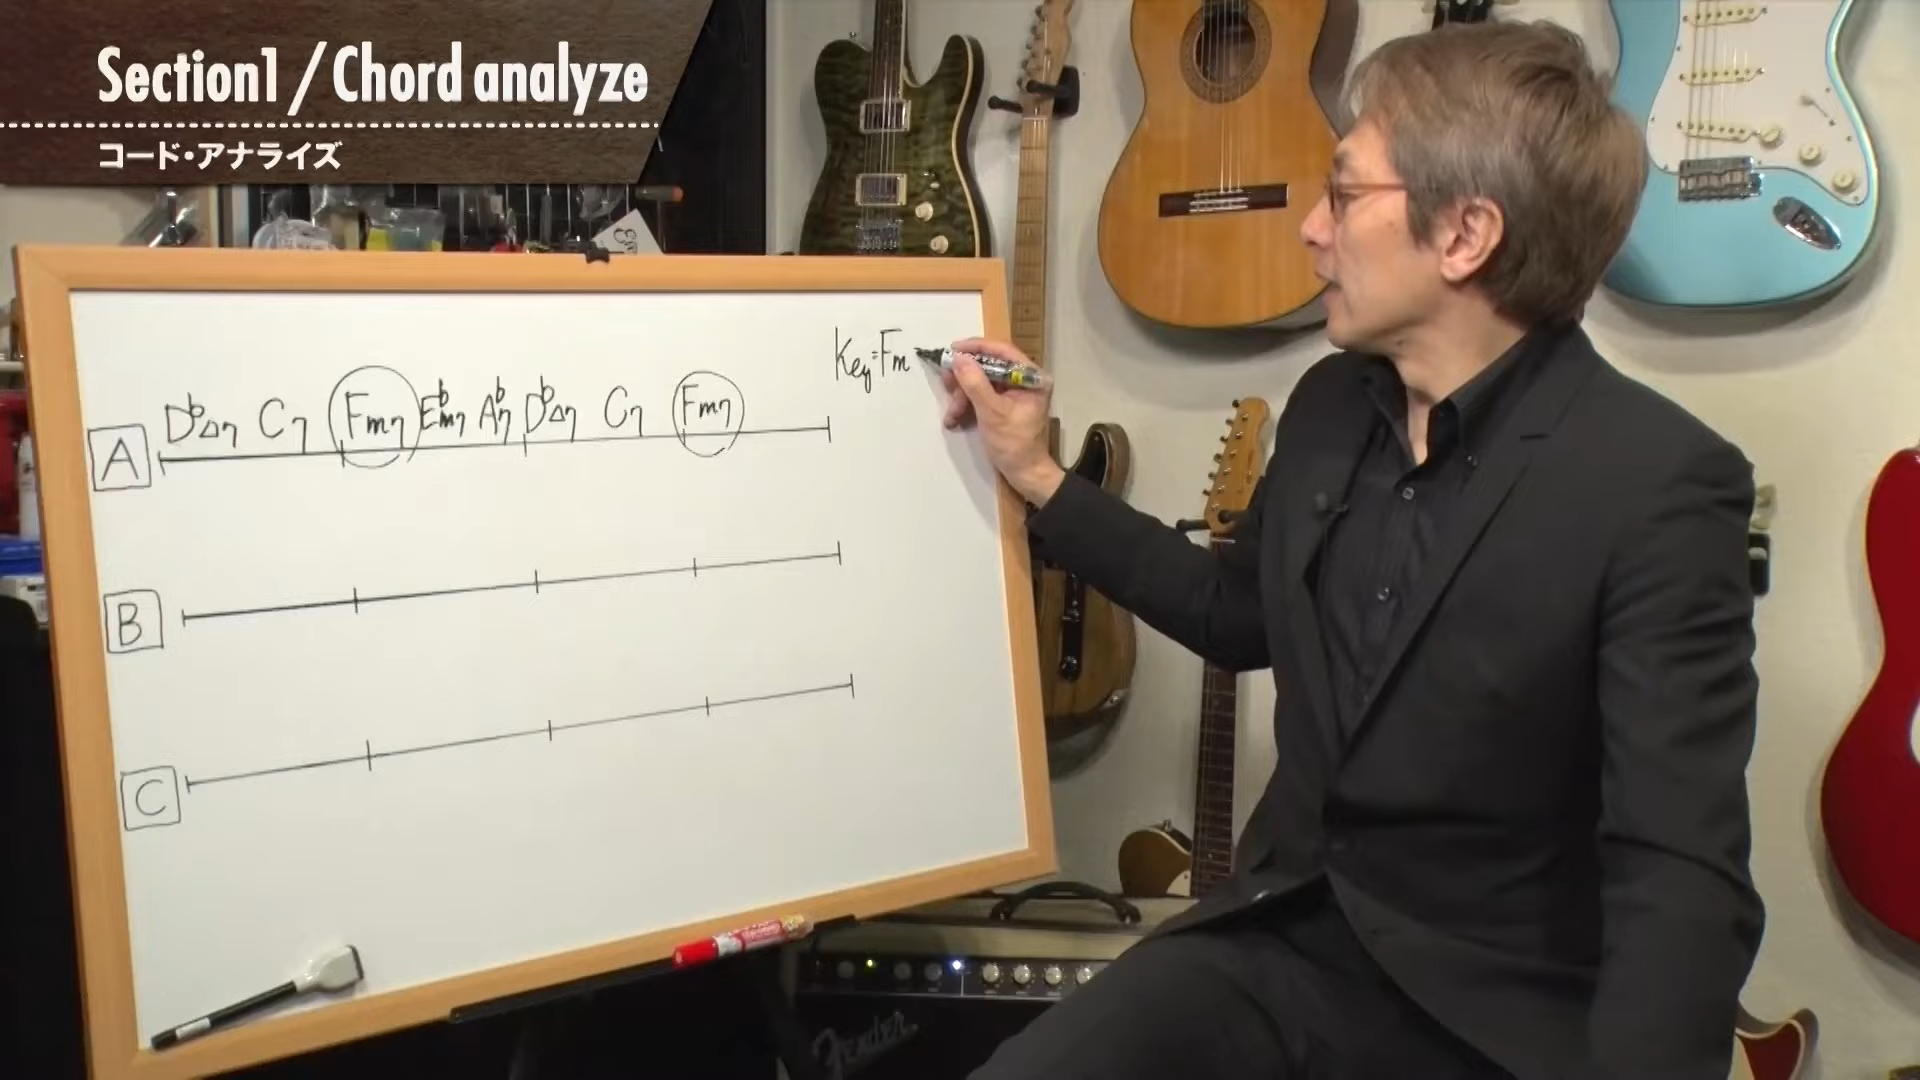 Section1 / Chord analyze
コード・アナライズ
Key=Fm
A D♭△7 C7 Fm7 E♭m7 A♭7 D♭△7 C7 Fm7
B
C
Fender